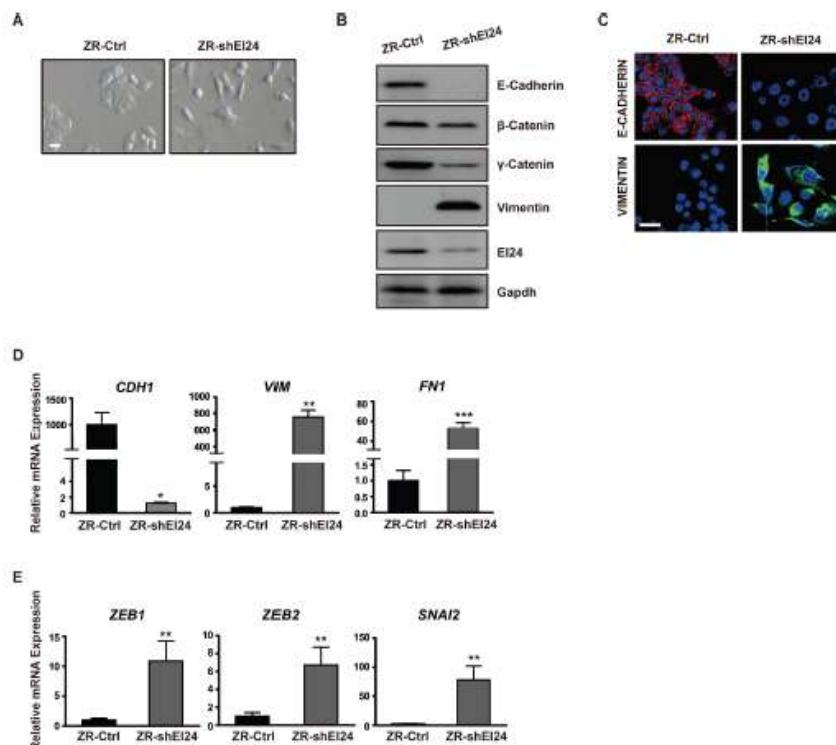 A
ZR-Ctrl ZR-shEI24
B
ZR-Ctrl ZR-shEI24
E-Cadherin
β-Catenin
γ-Catenin
Vimentin
EI24
Gapdh
C
ZR-Ctrl ZR-shEI24
E-CADHERIN
VIMENTIN
D
Relative mRNA Expression
CDH1
1500
1000
4
2
0
*
ZR-Ctrl ZR-shEI24
VIM
1000
800
600
400
200
5
0
**
ZR-Ctrl ZR-shEI24
FN1
80
60
40
20
1.5
1.0
0.5
0.0
***
ZR-Ctrl ZR-shEI24
E
Relative mRNA Expression
ZEB1
15
10
5
0
**
ZR-Ctrl ZR-shEI24
ZEB2
8
6
4
2
0
**
ZR-Ctrl ZR-shEI24
SNAI2
150
100
50
0
**
ZR-Ctrl ZR-shEI24